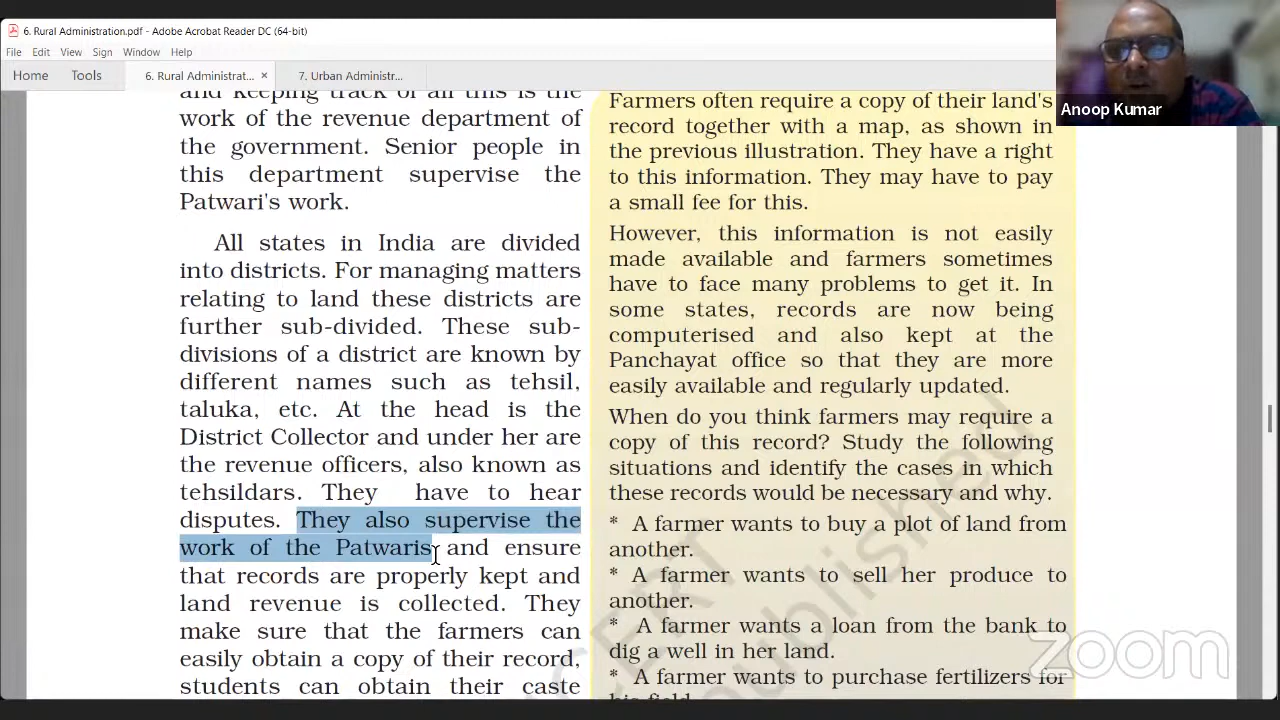 6. Rural Administration.pdf - Adobe Acrobat Reader DC (64-bit)
File Edit View Sign Window Help
Home Tools 6. Rural Administrat... × 7. Urban Administr...
Anoop Kumar
and keeping track of all this is the
work of the revenue department of
the government. Senior people in
this department supervise the
Patwari's work.
All states in India are divided
into districts. For managing matters
relating to land these districts are
further sub-divided. These sub-
divisions of a district are known by
different names such as tehsil,
taluka, etc. At the head is the
District Collector and under her are
the revenue officers, also known as
tehsildars. They have to hear
disputes. They also supervise the
work of the Patwaris and ensure
that records are properly kept and
land revenue is collected. They
make sure that the farmers can
easily obtain a copy of their record,
students can obtain their caste
Farmers often require a copy of their land's
record together with a map, as shown in
the previous illustration. They have a right
to this information. They may have to pay
a small fee for this.
However, this information is not easily
made available and farmers sometimes
have to face many problems to get it. In
some states, records are now being
computerised and also kept at the
Panchayat office so that they are more
easily available and regularly updated.
When do you think farmers may require a
copy of this record? Study the following
situations and identify the cases in which
these records would be necessary and why.
* A farmer wants to buy a plot of land from
another.
* A farmer wants to sell her produce to
another.
* A farmer wants a loan from the bank to
dig a well in her land.
* A farmer wants to purchase fertilizers for
his field.
zoom